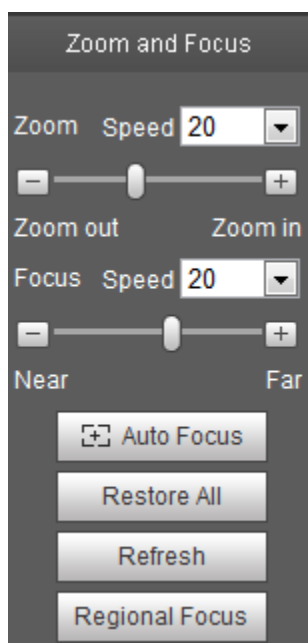 Zoom and Focus
Zoom Speed 20
Zoom out Zoom in
Focus Speed 20
Near Far
Auto Focus
Restore All
Refresh
Regional Focus